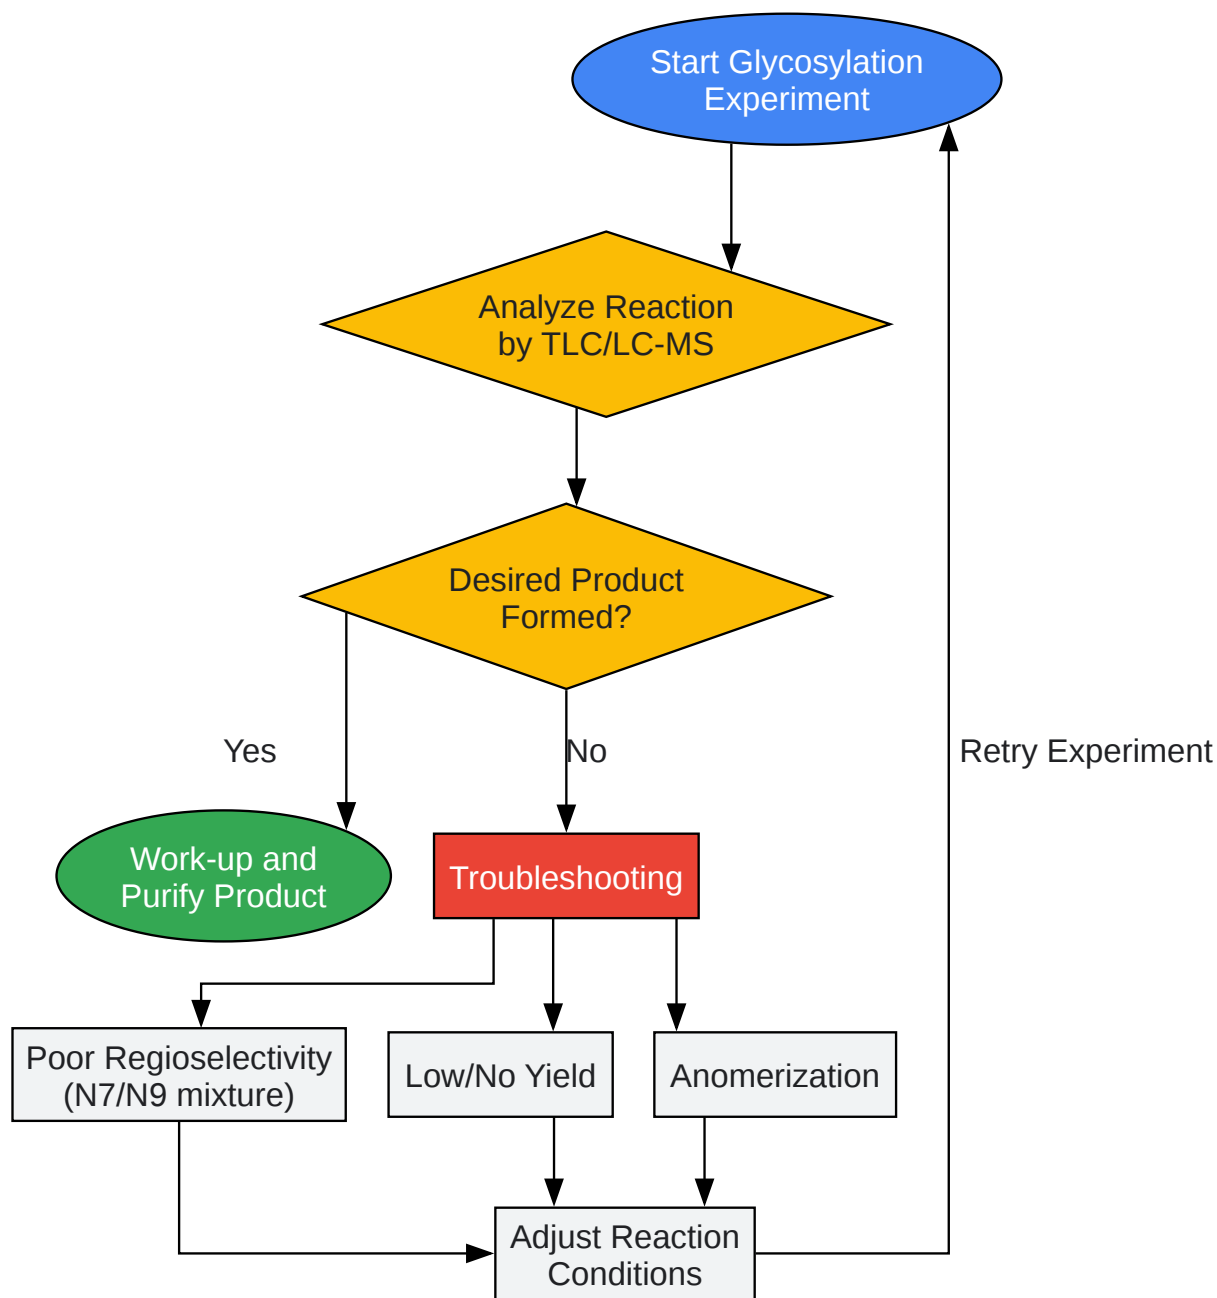 Start Glycosylation
Experiment
Analyze Reaction
by TLC/LC-MS
Desired Product
Formed?
Yes
No
Retry Experiment
Work-up and
Purify Product
Troubleshooting
Poor Regioselectivity
(N7/N9 mixture)
Low/No Yield
Anomerization
Adjust Reaction
Conditions